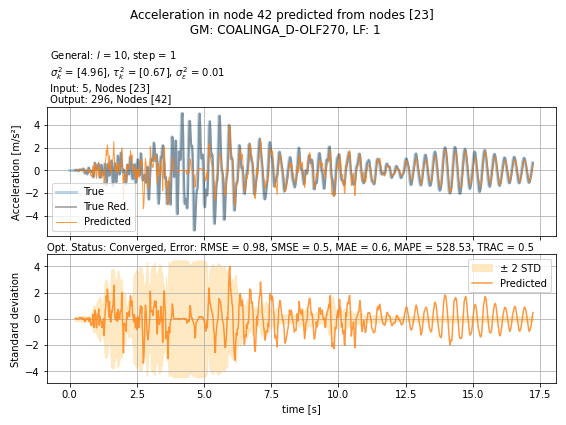 Acceleration in node 42 predicted from nodes [23]
GM: COALINGA_D-OLF270, LF: 1
General: l = 10, step = 1
σ²ₖ = [4.96], τ²ₖ = [0.67], σ²ε = 0.01
Input: 5, Nodes [23]
Output: 296, Nodes [42]
Acceleration [m/s²]
4
2
0
−2
−4
True
True Red.
Predicted
Opt. Status: Converged, Error: RMSE = 0.98, SMSE = 0.5, MAE = 0.6, MAPE = 528.53, TRAC = 0.5
Standard deviation
4
2
0
−2
−4
± 2 STD
Predicted
0.0 2.5 5.0 7.5 10.0 12.5 15.0 17.5
time [s]